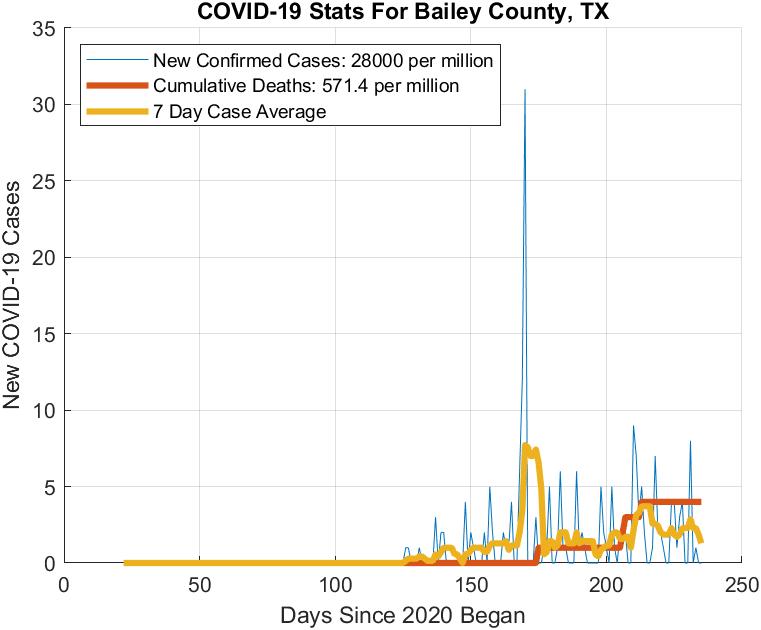 COVID-19 Stats For Bailey County, TX
35
30
25
20
15
10
5
0
New COVID-19 Cases
New Confirmed Cases: 28000 per million
Cumulative Deaths: 571.4 per million
7 Day Case Average
0 50 100 150 200 250
Days Since 2020 Began